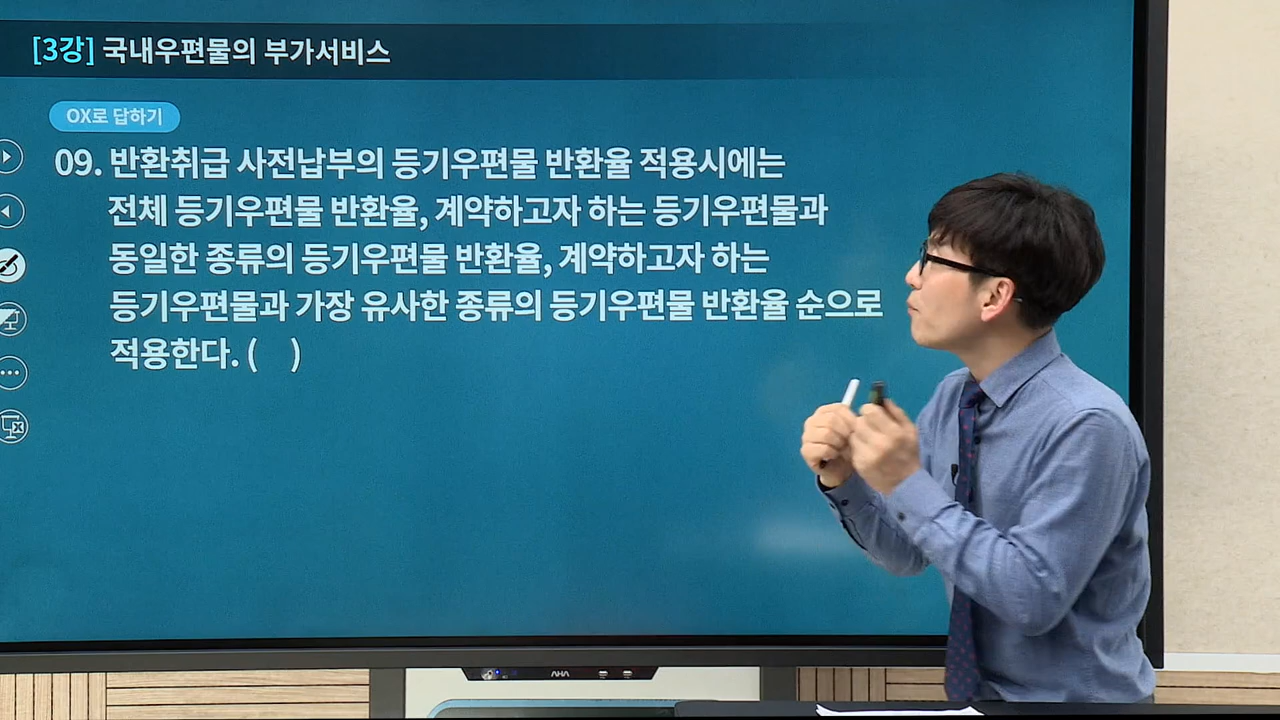 [3강] 국내우편물의 부가서비스
OX로 답하기
09. 반환취급 사전납부의 등기우편물 반환율 적용시에는
전체 등기우편물 반환율, 계약하고자 하는 등기우편물과
동일한 종류의 등기우편물 반환율, 계약하고자 하는
등기우편물과 가장 유사한 종류의 등기우편물 반환율 순으로
적용한다. ( )
AHA